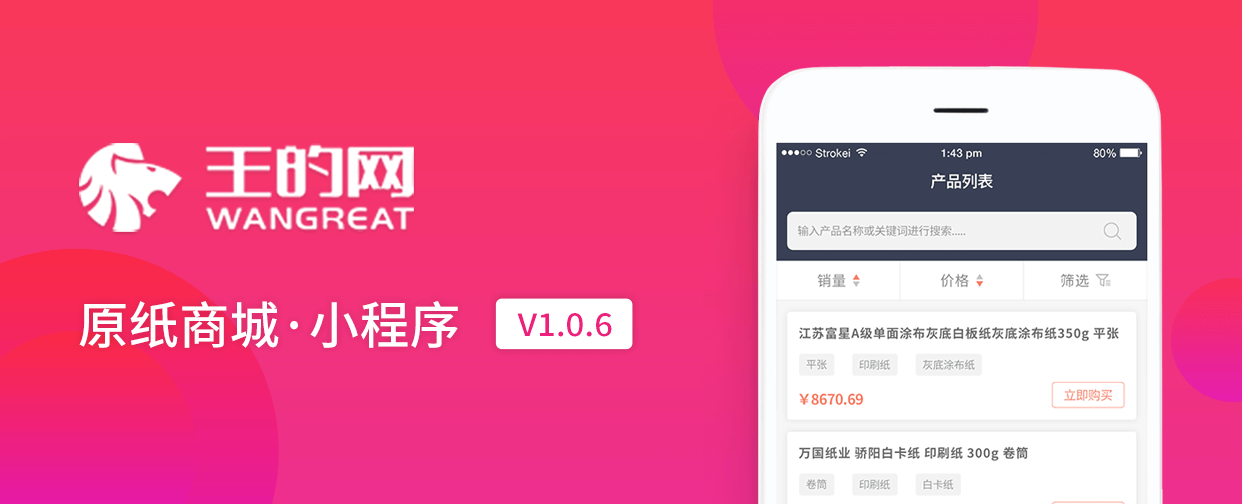 王的网
WANGREAT
原纸商城·小程序
V1.0.6
Strokei 1:43 pm 80%
产品列表
输入产品名称或关键词进行搜索.....
销量 价格 筛选
江苏富星A级单面涂布灰底白板纸灰底涂布纸350g 平张
平张 印刷纸 灰底涂布纸
￥8670.69
立即购买
万国纸业 骄阳白卡纸 印刷纸 300g 卷筒
卷筒 印刷纸 白卡纸